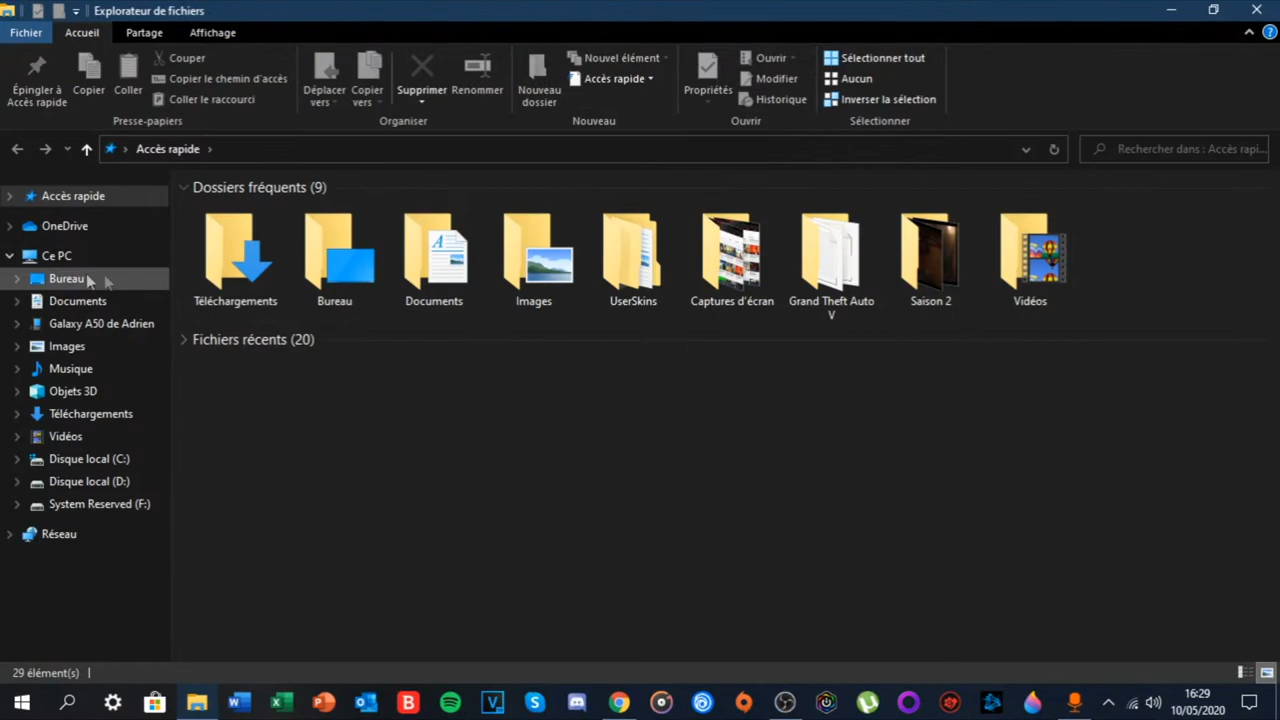 Explorateur de fichiers
Fichier Accueil Partage Affichage
Épingler à
Accès rapide
Copier
Coller
Couper
Copier le chemin d'accès
Coller le raccourci
Presse-papiers
Déplacer
vers
Copier
vers
Supprimer
Renommer
Organiser
Nouveau
dossier
Nouvel élément
Accès rapide
Nouveau
Propriétés
Ouvrir
Modifier
Historique
Ouvrir
Sélectionner tout
Aucun
Inverser la sélection
Sélectionner
Accès rapide
Rechercher dans : Accès rapi...
Accès rapide
OneDrive
Ce PC
Bureau
Documents
Galaxy A50 de Adrien
Images
Musique
Objets 3D
Téléchargements
Vidéos
Disque local (C:)
Disque local (D:)
System Reserved (F:)
Réseau
Dossiers fréquents (9)
Téléchargements
Bureau
Documents
Images
UserSkins
Captures d'écran
Grand Theft Auto
V
Saison 2
Vidéos
Fichiers récents (20)
29 élément(s)
16:29
10/05/2020